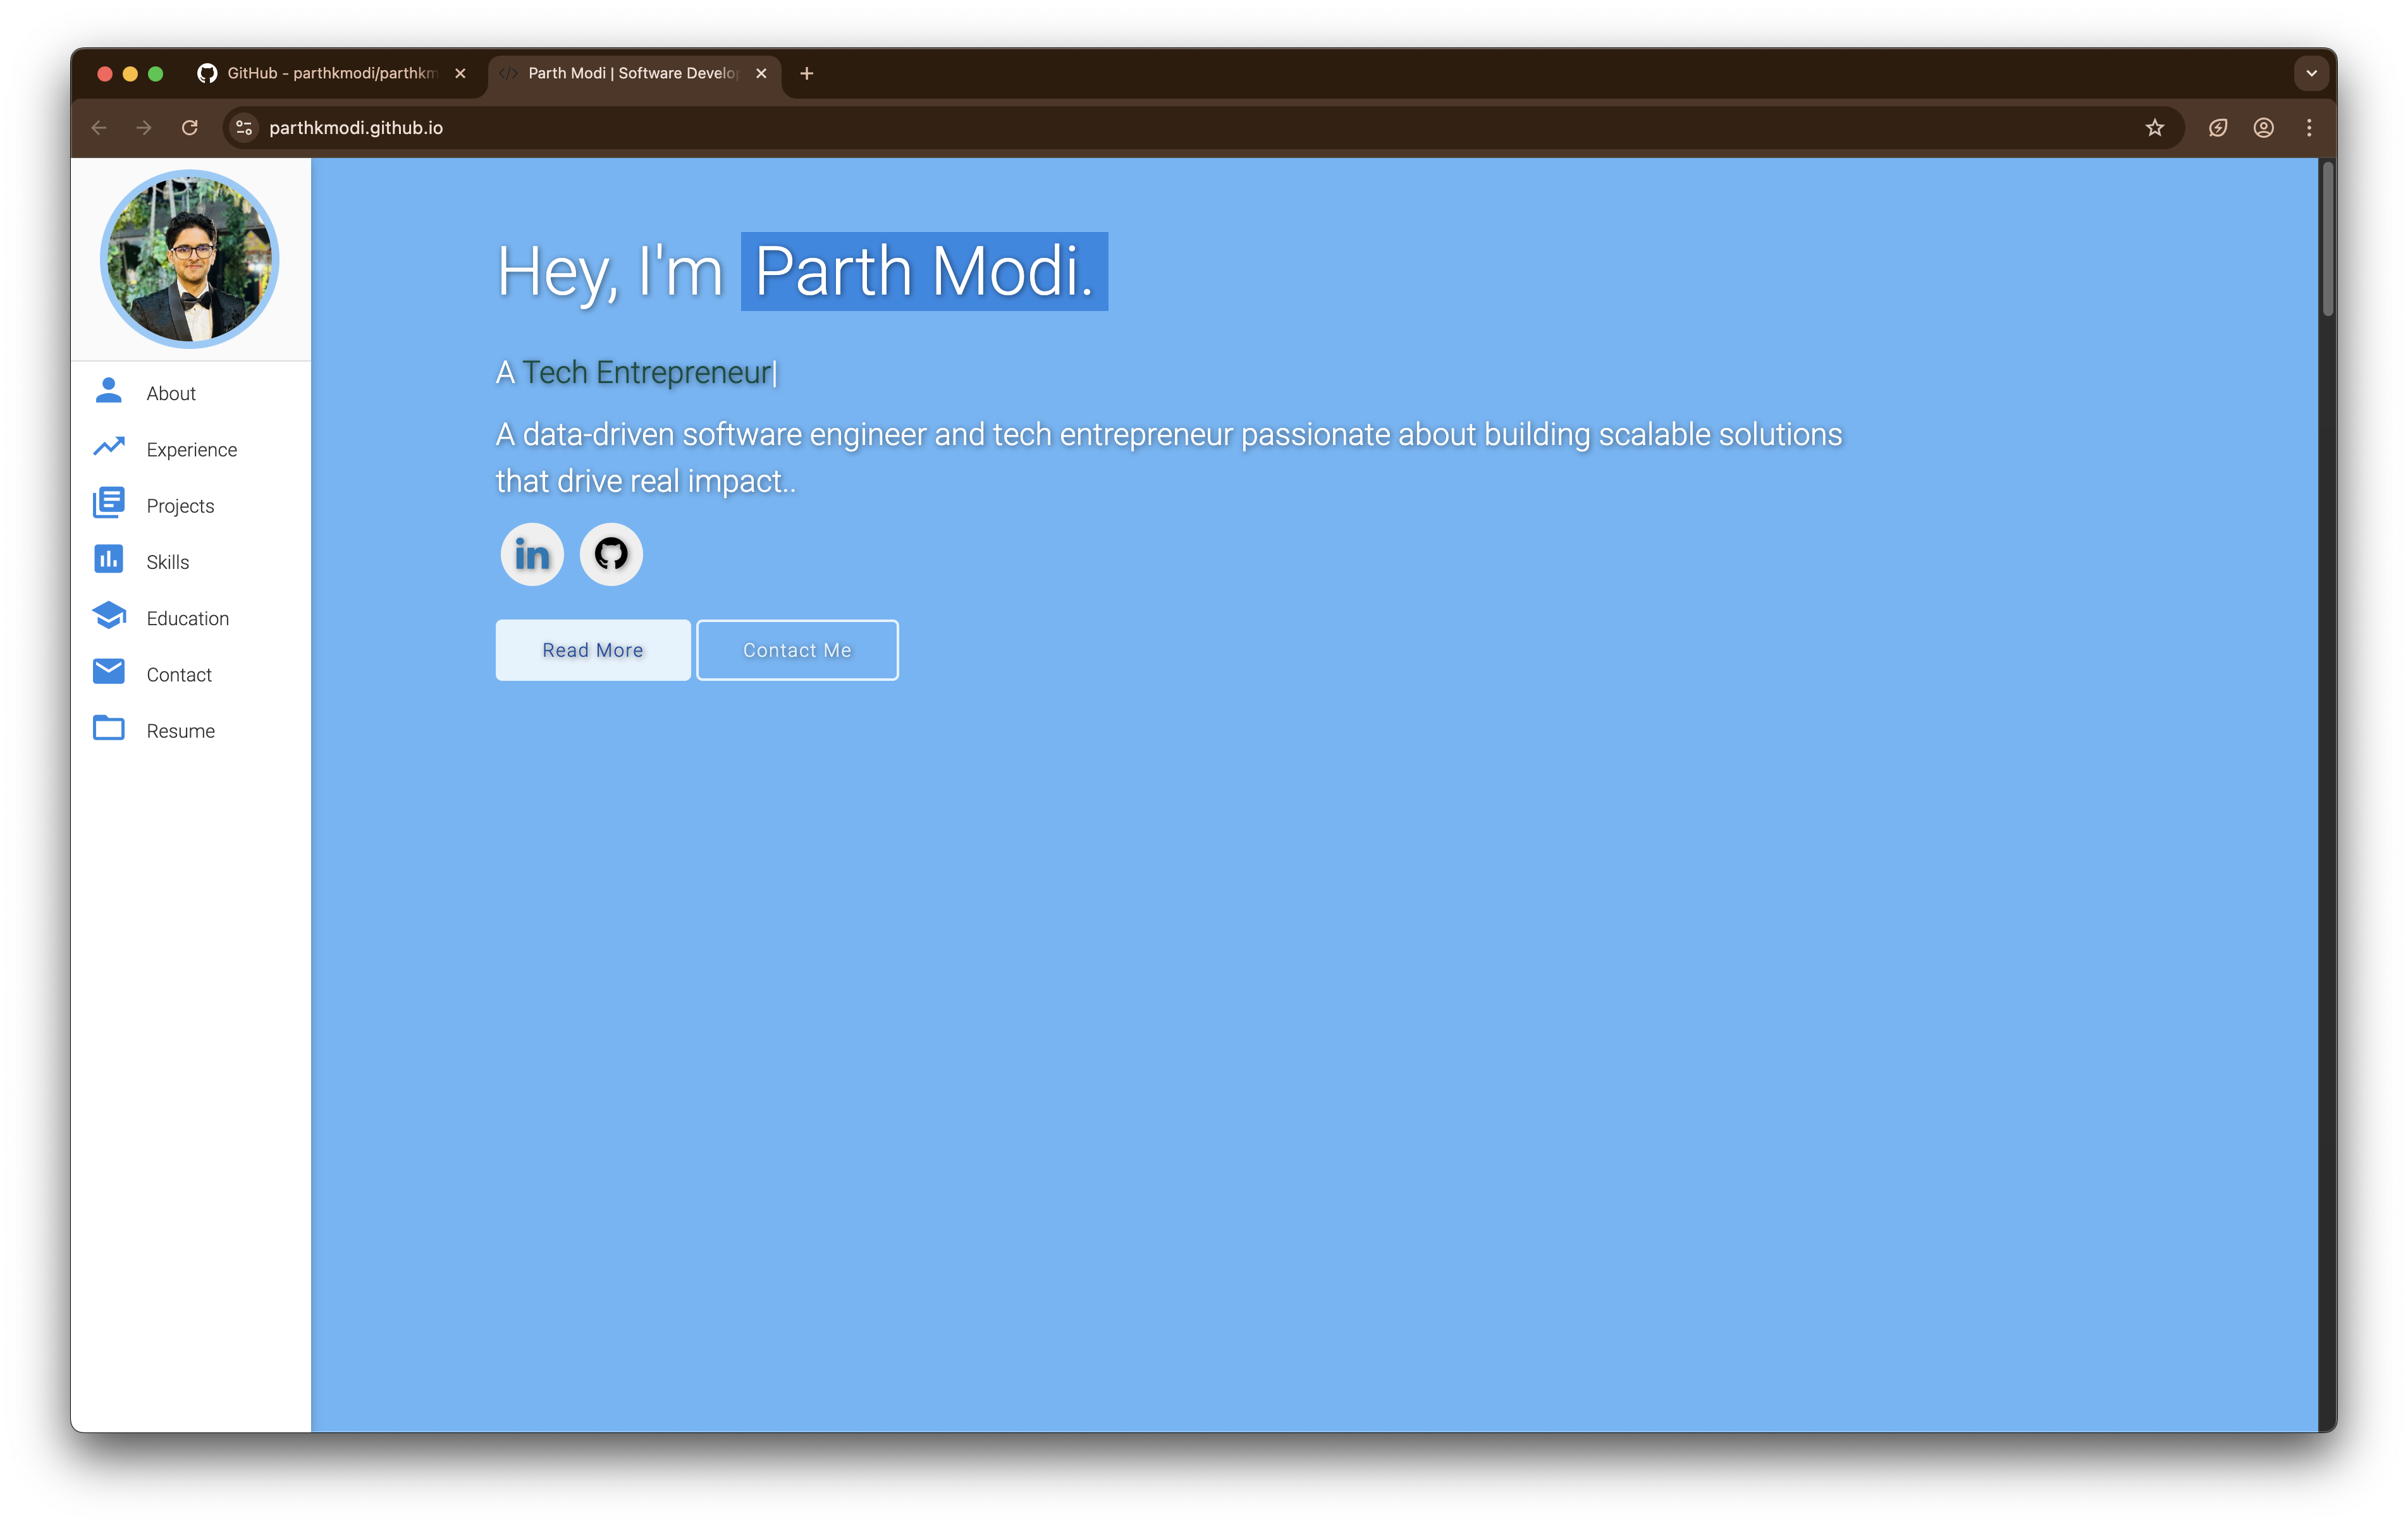 GitHub - parthkmodi/parthkm
Parth Modi | Software Develop
parthkmodi.github.io
About
Experience
Projects
Skills
Education
Contact
Resume
Hey, I'm Parth Modi.
A Tech Entrepreneur|
A data-driven software engineer and tech entrepreneur passionate about building scalable solutions
that drive real impact..
in
Read More
Contact Me